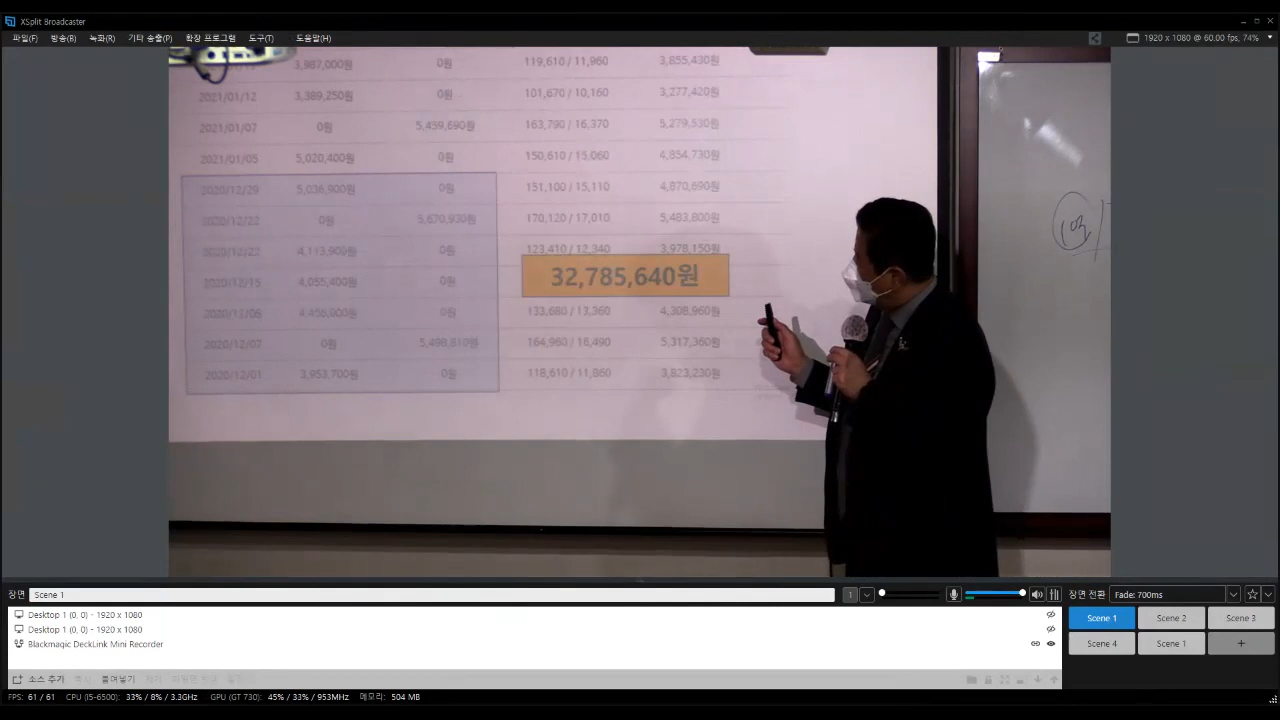 XSplit Broadcaster
파일(F) 방송(B) 녹화(R) 기타 송출(P) 확장 프로그램 도구(T) 도움말(H)
1920 x 1080 @ 60.00 fps, 74%
3,987,000원 0원 119,610 / 11,960 3,855,430원
2021/01/12 3,389,250원 0원 101,670 / 10,160 3,277,420원
2021/01/07 0원 5,459,690원 163,790 / 16,370 5,279,530원
2021/01/05 5,020,400원 0원 150,610 / 15,060 4,854,730원
2020/12/29 5,036,900원 0원 151,100 / 15,110 4,870,690원
2020/12/22 0원 5,670,930원 170,120 / 17,010 5,483,800원
2020/12/22 4,113,900원 0원 123,410 / 12,340 3,978,150원
2020/12/15 4,055,400원 0원
32,785,640원
4,456,000원 0원 133,680 / 13,360 4,308,960원
2020/12/07 0원 5,498,810원 164,960 / 16,490 5,317,360원
2020/12/01 3,953,700원 0원 118,610 / 11,860 3,823,230원
장면 Scene 1 1 장면 전환 Fade: 700ms
Desktop 1 (0, 0) - 1920 x 1080
Desktop 1 (0, 0) - 1920 x 1080
Blackmagic DeckLink Mini Recorder
Scene 1 Scene 2 Scene 3
Scene 4 Scene 1 +
소스 추가 복사 붙여넣기
FPS: 61 / 61 CPU (I5-6500): 33% / 8% / 3.3GHz GPU (GT 730): 45% / 33% / 953MHz 메모리: 504 MB